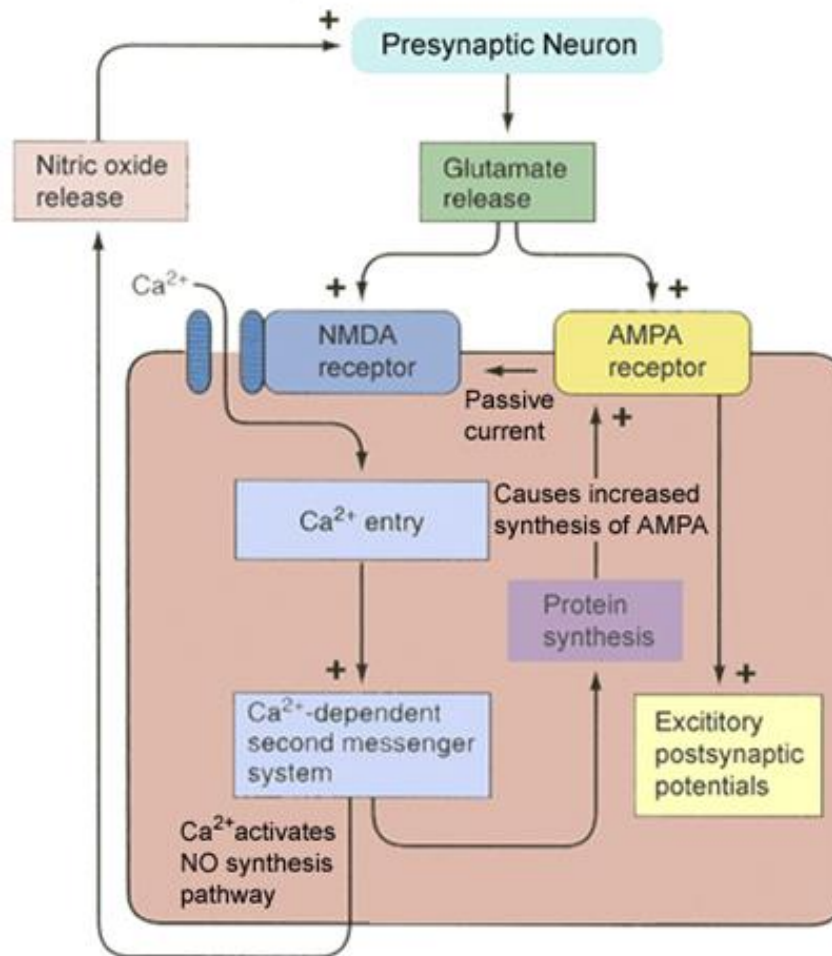 +
Presynaptic Neuron
Nitric oxide
release
Glutamate
release
Ca²⁺
+
+
NMDA
receptor
AMPA
receptor
Passive
current
+
Ca²⁺ entry
Causes increased
synthesis of AMPA
Protein
synthesis
+
+
Ca²⁺-dependent
second messenger
system
Excititory
postsynaptic
potentials
Ca²⁺activates
NO synthesis
pathway